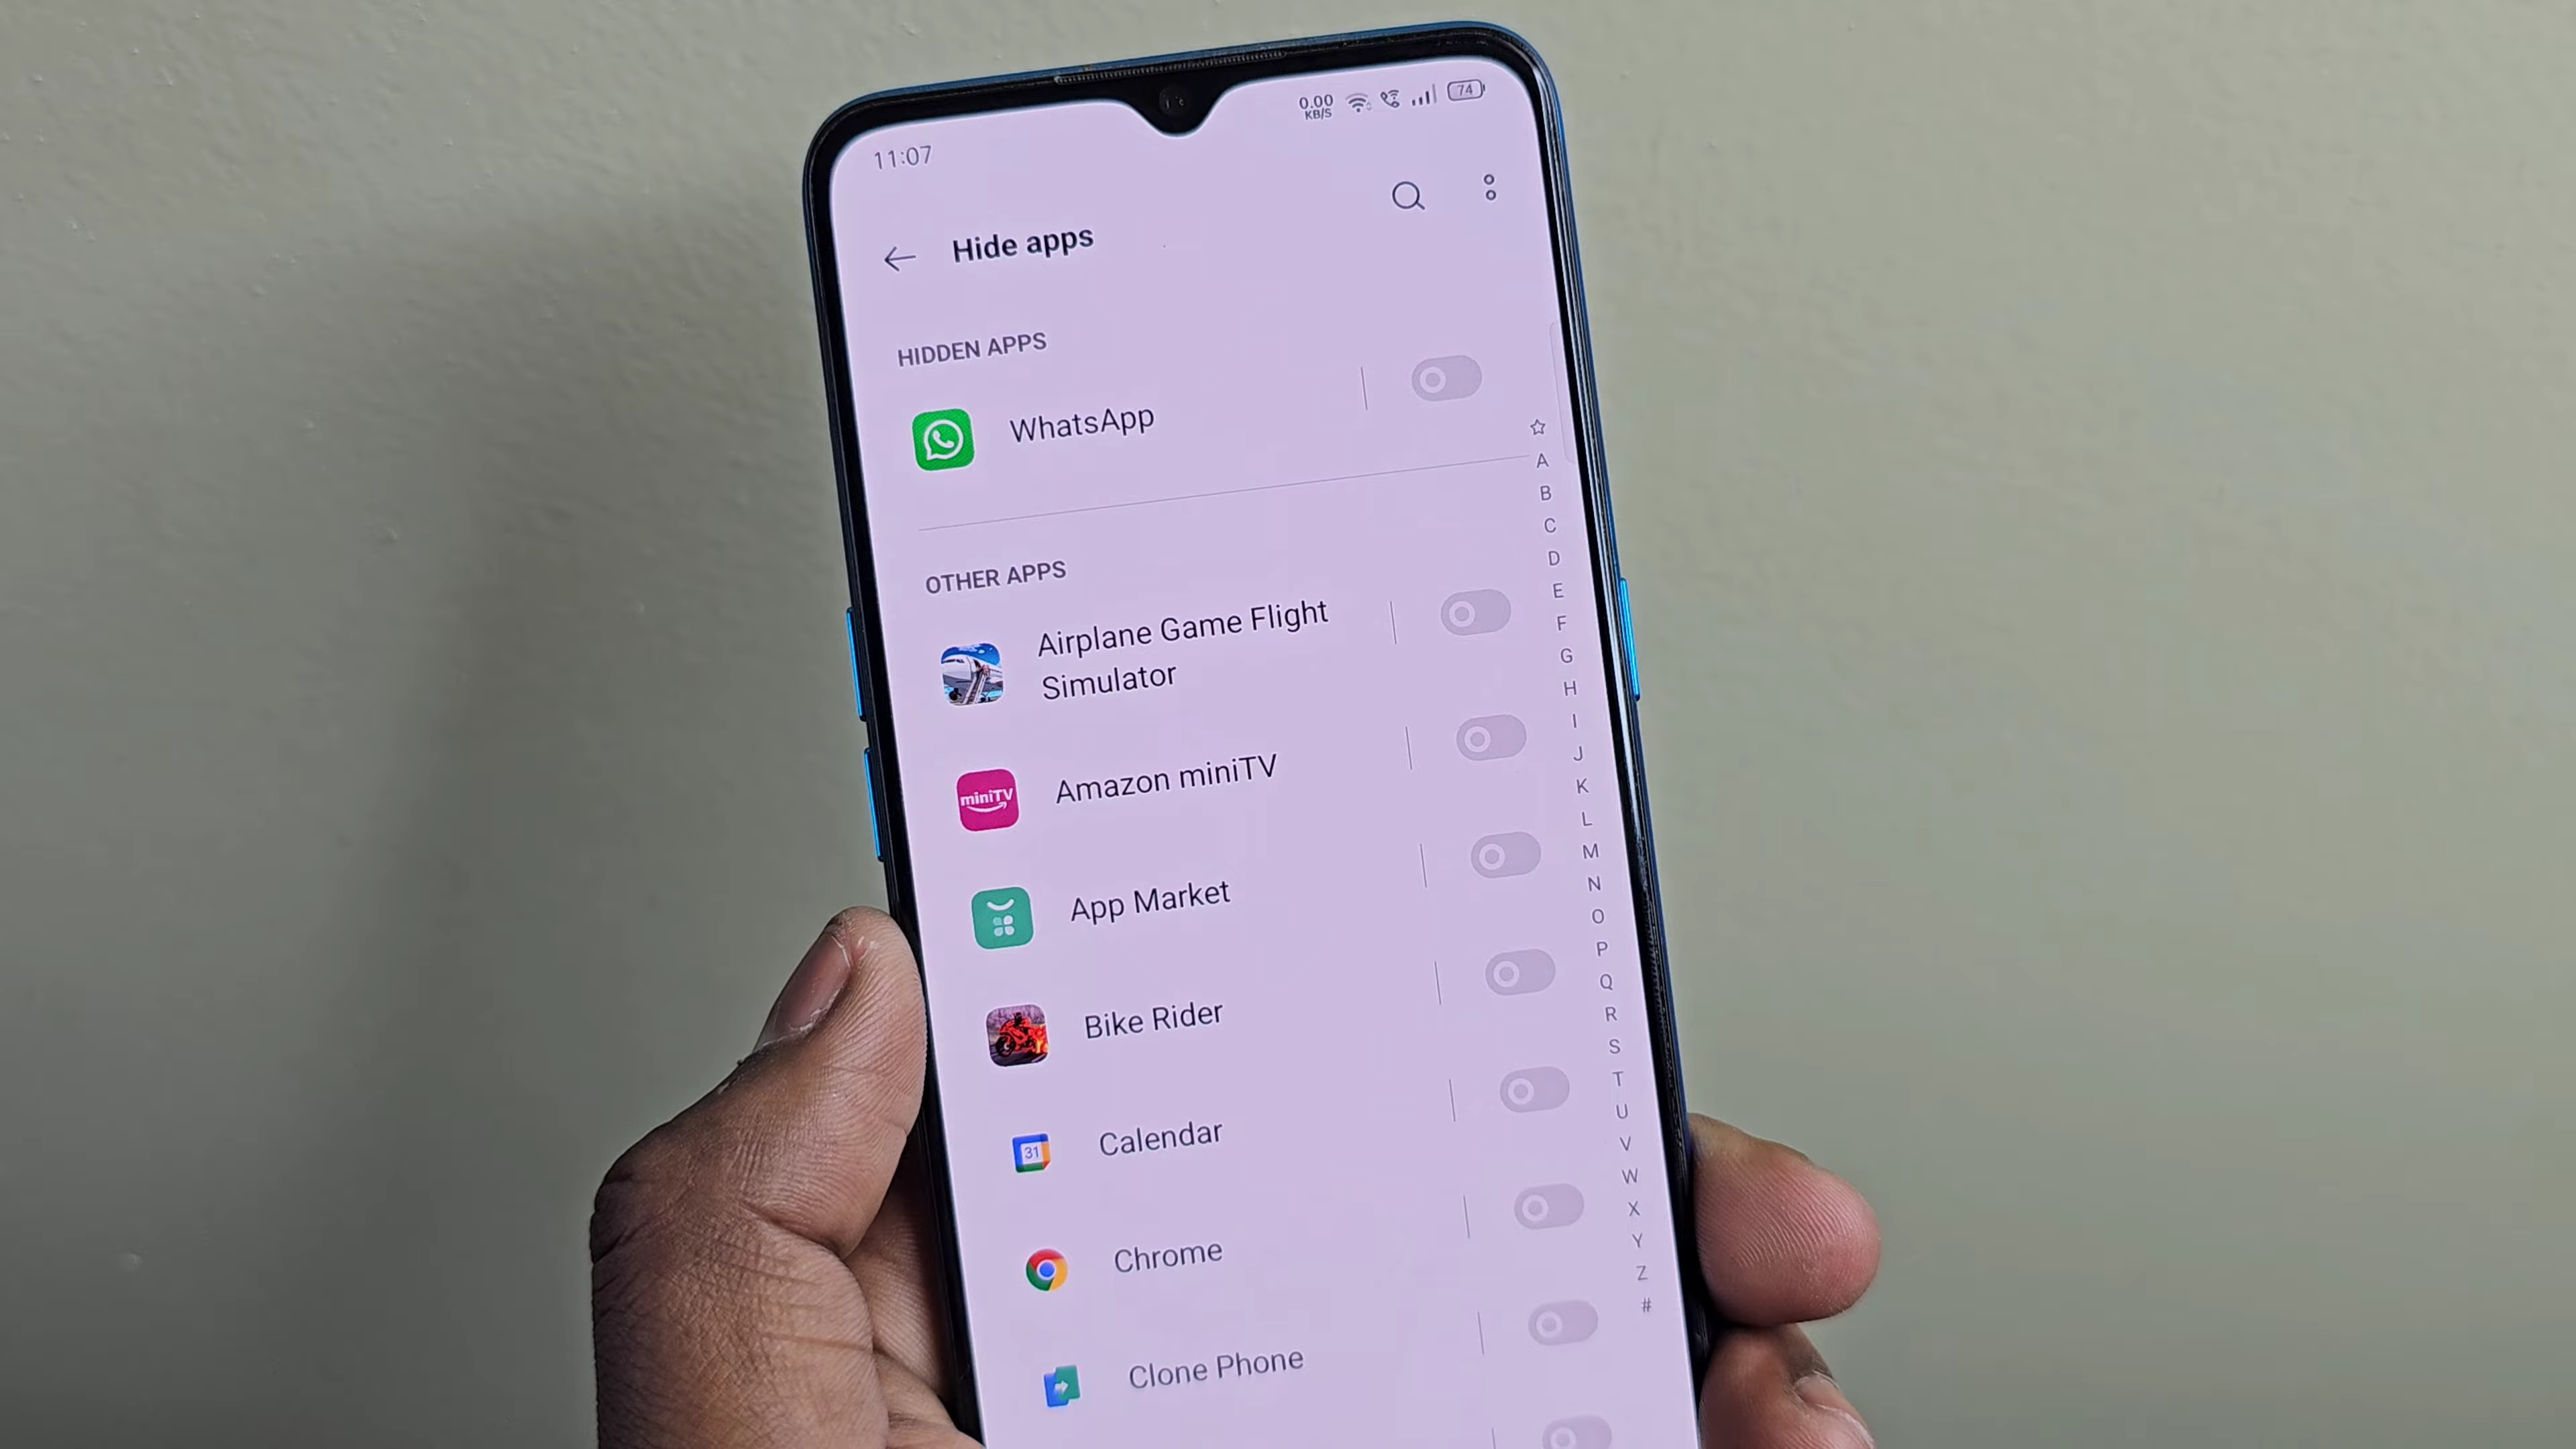 11:07
0.00
KB/S
74
Hide apps
HIDDEN APPS
WhatsApp
OTHER APPS
Airplane Game Flight
Simulator
miniTV
Amazon miniTV
App Market
Bike Rider
31
Calendar
Chrome
Clone Phone
A
B
C
D
E
F
G
H
I
J
K
L
M
N
O
P
Q
R
S
T
U
V
W
X
Y
Z
#